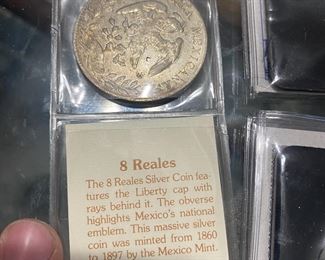 MEXICANA
8 Reales
The 8 Reales Silver Coin fea-
tures the Liberty cap with
rays behind it. The obverse
highlights Mexico's national
emblem. This massive silver
coin was minted from 1860
to 1897 by the Mexico Mint.